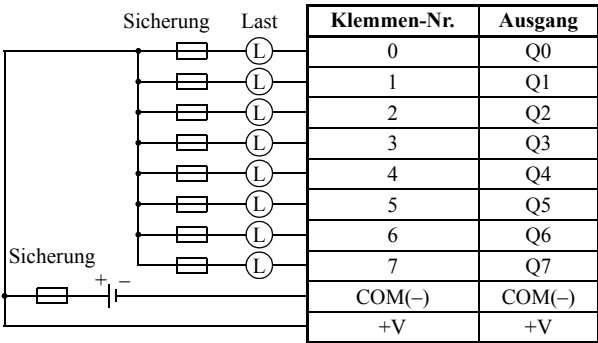 Sicherung Last Klemmen-Nr. Ausgang
L 0 Q0
L 1 Q1
L 2 Q2
L 3 Q3
L 4 Q4
L 5 Q5
L 6 Q6
Sicherung
L 7 Q7
+ – COM(–) COM(–)
+V +V